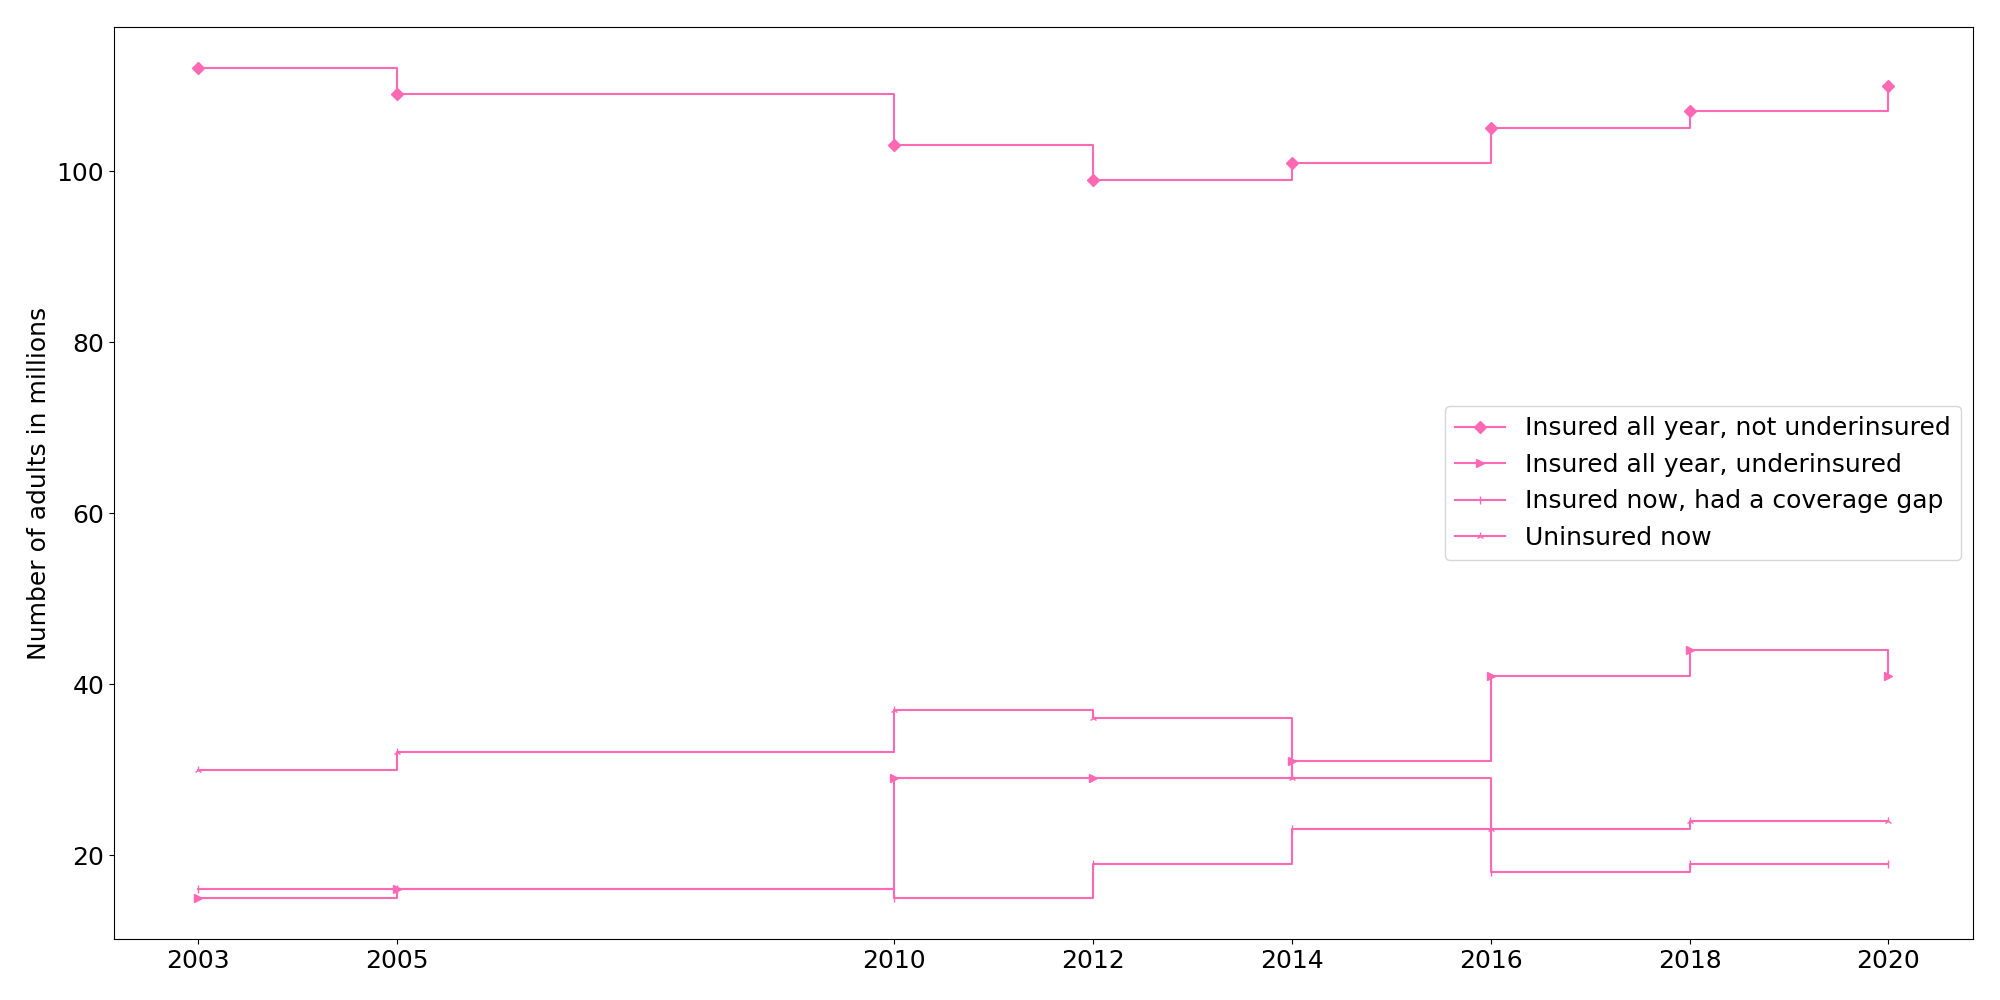 Number of adults in millions
100
80
60
40
20
Insured all year, not underinsured
Insured all year, underinsured
Insured now, had a coverage gap
Uninsured now
2003 2005 2010 2012 2014 2016 2018 2020